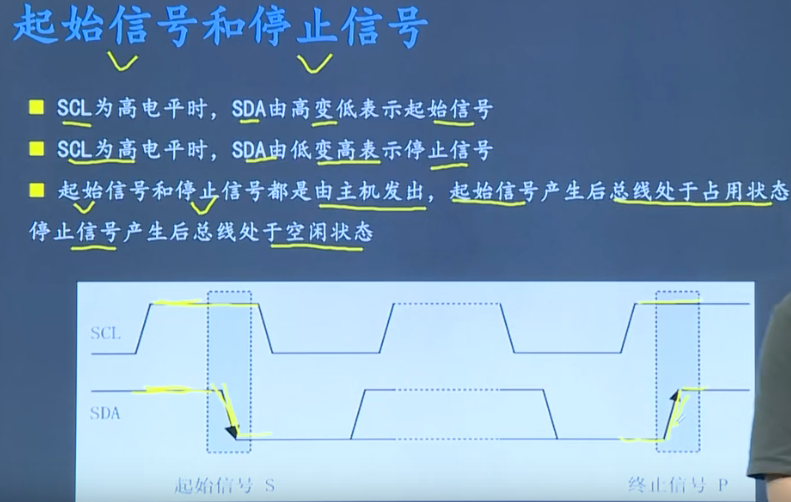 起始信号和停止信号
SCL为高电平时，SDA由高变低表示起始信号
SCL为高电平时，SDA由低变高表示停止信号
起始信号和停止信号都是由主机发出，起始信号产生后总线处于占用状态
停止信号产生后总线处于空闲状态
SCL
SDA
起始信号 S
终止信号 P